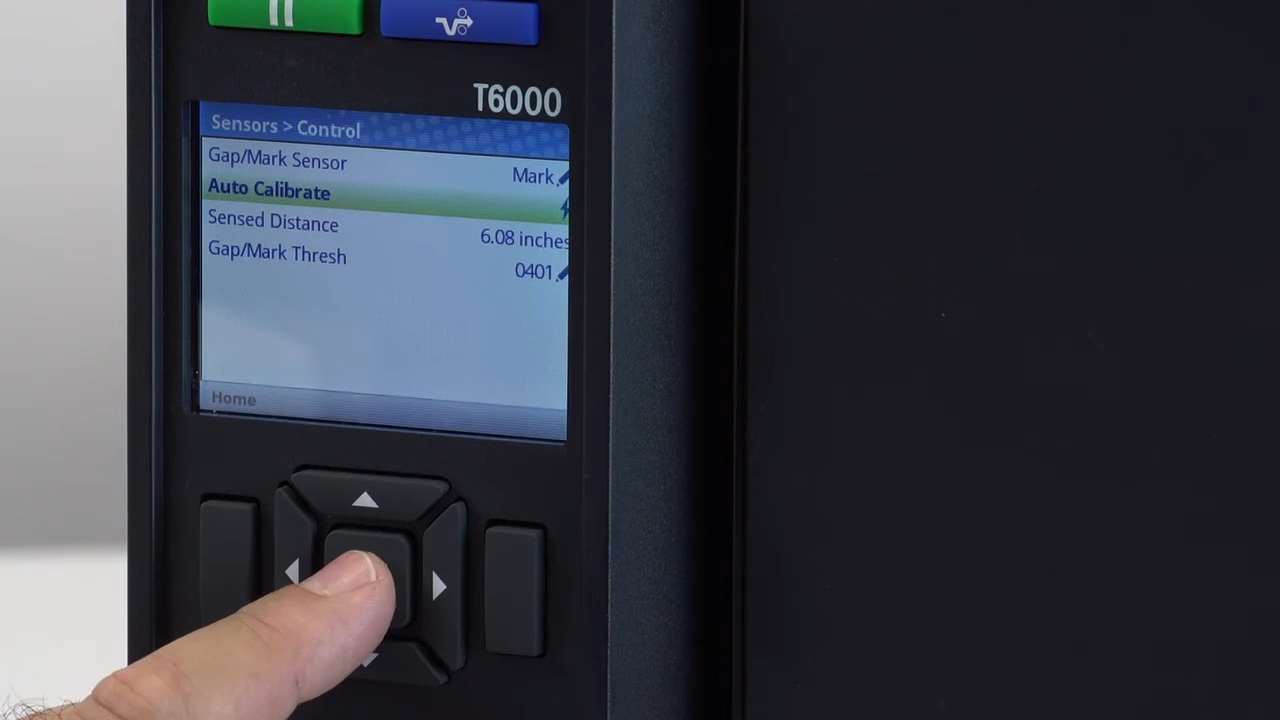 T6000
Sensors > Control
Gap/Mark Sensor Mark
Auto Calibrate
Sensed Distance 6.08 inches
Gap/Mark Thresh 0401
Home